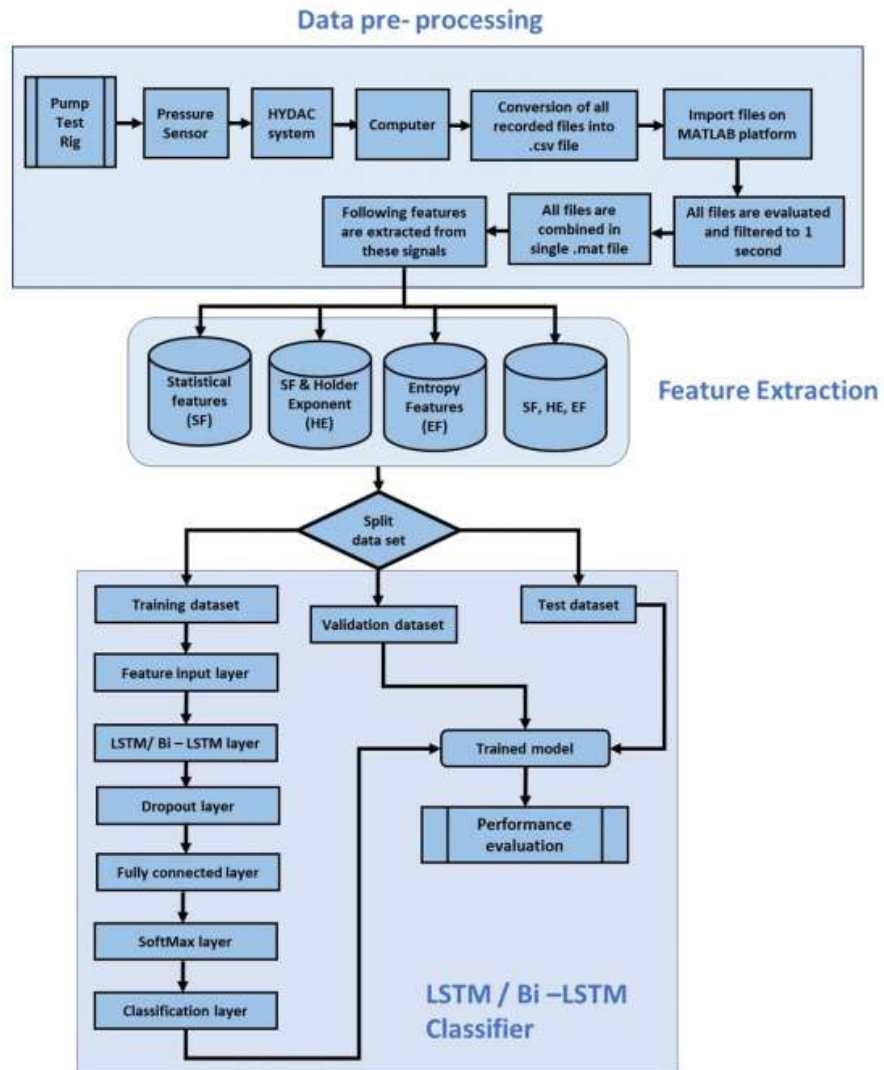 Data pre- processing
Pump
Test
Rig
Pressure
Sensor
HYDAC
system
Computer
Conversion of all
recorded files into
.csv file
Import files on
MATLAB platform
All files are evaluated
and filtered to 1
second
All files are
combined in
single .mat file
Following features
are extracted from
these signals
Statistical
features
(SF)
SF & Holder
Exponent
(HE)
Entropy
Features
(EF)
SF, HE, EF
Feature Extraction
Split
data set
Training dataset
Validation dataset
Test dataset
Feature input layer
LSTM/ Bi – LSTM layer
Trained model
Dropout layer
Performance
evaluation
Fully connected layer
SoftMax layer
Classification layer
LSTM / Bi –LSTM
Classifier